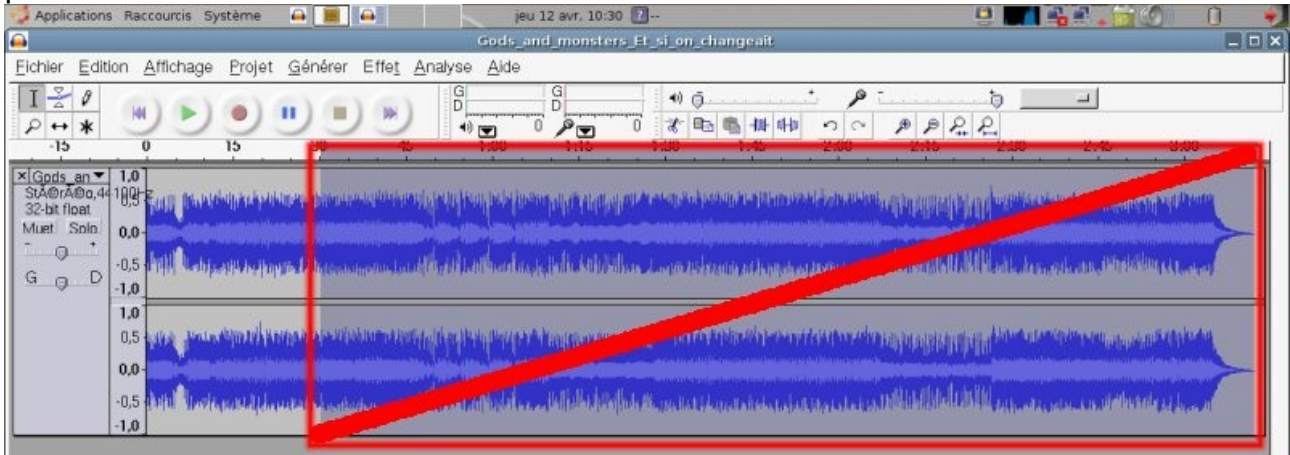 Applications Raccourcis Système jeu 12 avr, 10:30
Gods_and_monsters_Et_si_on_changeait
Fichier Edition Affichage Projet Générer Effet Analyse Aide
G G
D D
0 0
-15 0 15 30 45 1:00 1:15 1:30 1:45 2:00 2:15 2:30 2:45 3:00
Gods_an 1,0
StÃ©rÃ©o,44100Hz
32-bit float 0,5
Muet Solo 0,0
- +
-0,5
G D -1,0
1,0
0,5
0,0
-0,5
-1,0